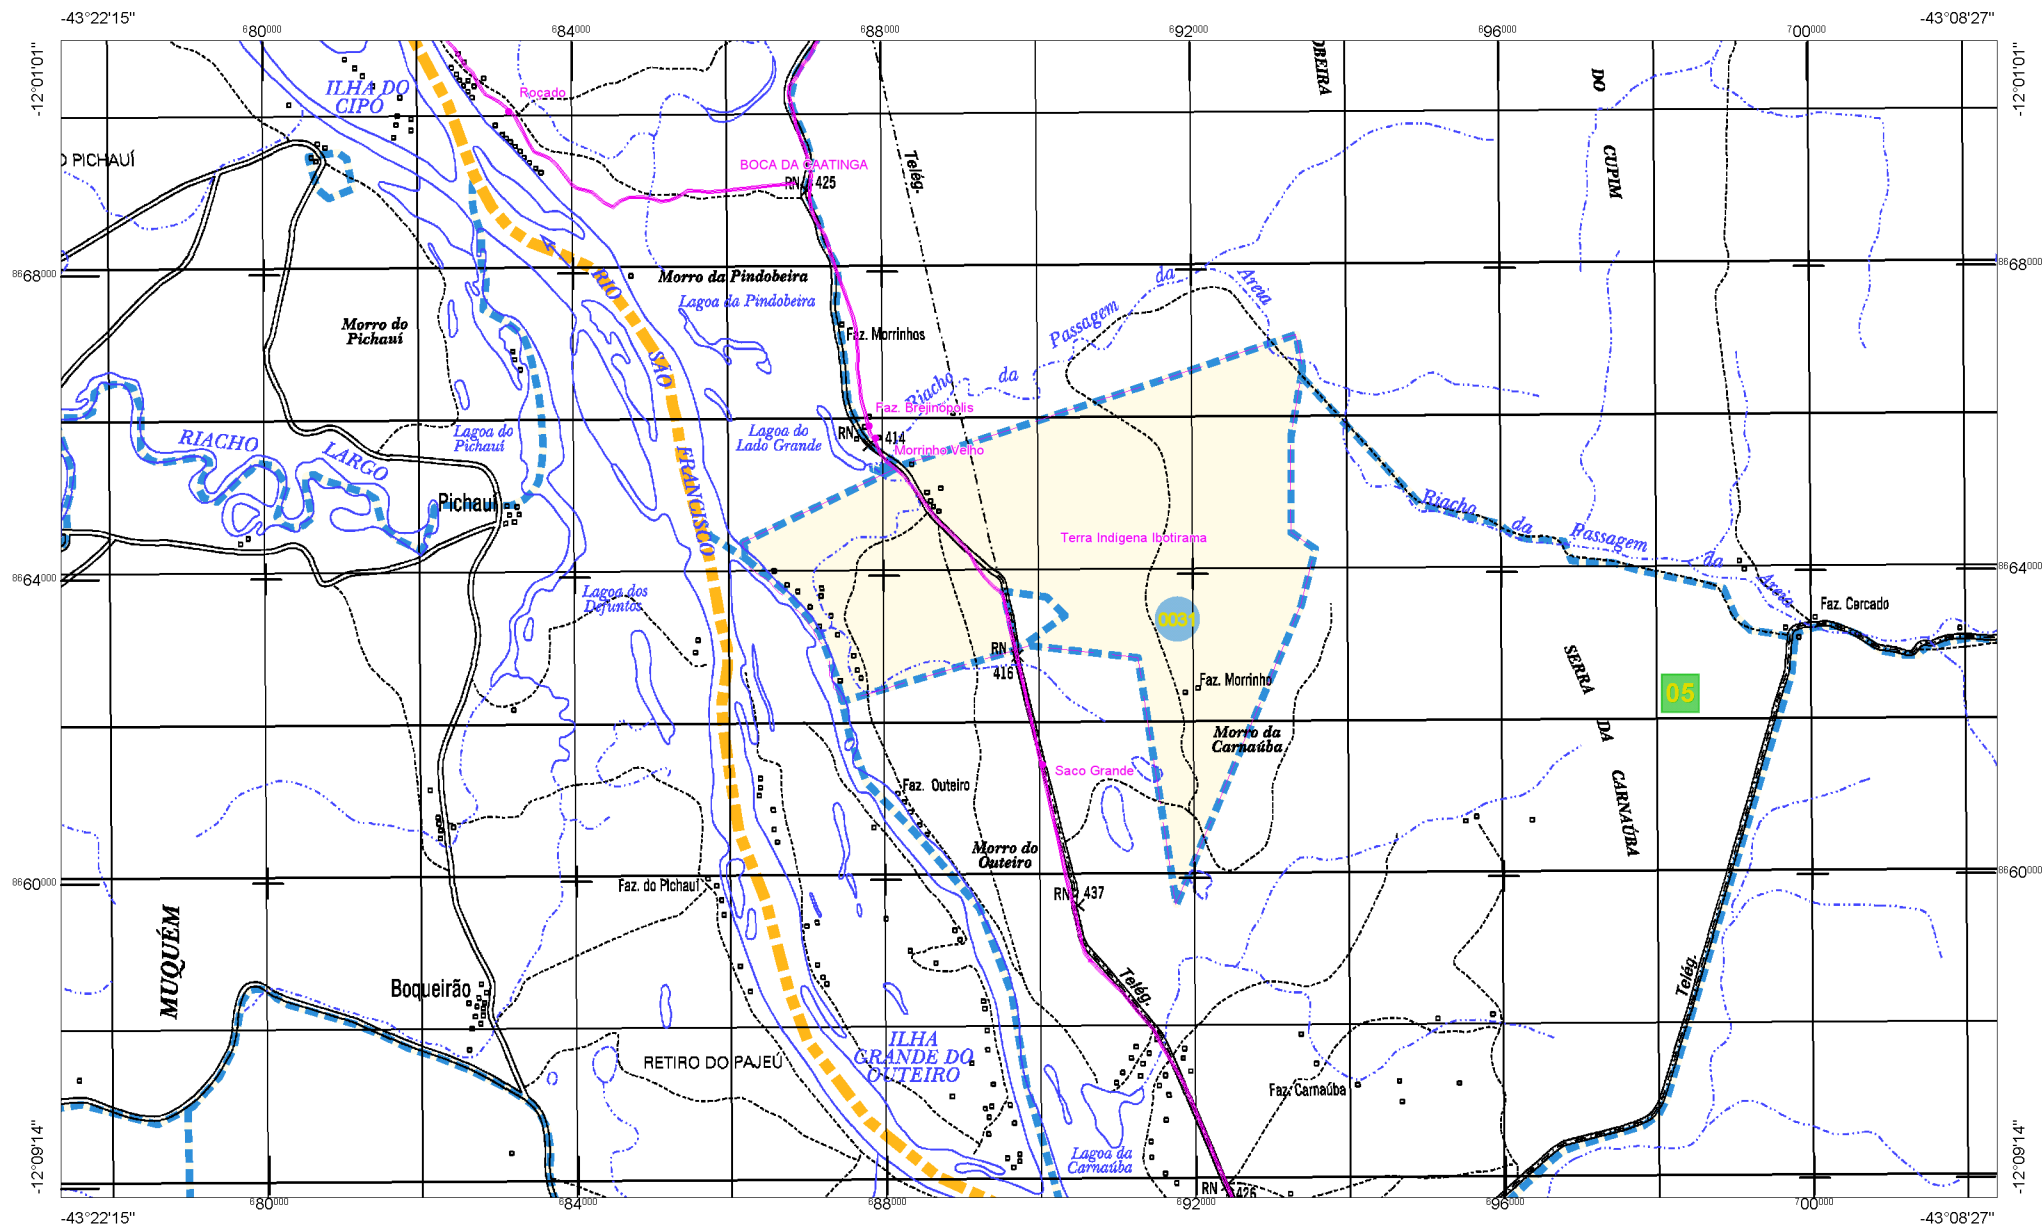 -43°22'15"
-43°08'27"
680000
684000
688000
692000
696000
700000
-12°01'01"
-12°01'01"
ILHA DO
CIPÓ
Roçado
OBEIRA
DO
O PICHAUÍ
BOCA DA CAATINGA
RN 425
Telég.
CUPIM
8668000
8668000
RIO
Morro da Pindobeira
Lagoa da Pindobeira
da
Areia
Passagem
Morro do
Pichauí
Faz. Morrinhos
SÃO
Riacho
da
Faz. Brejinópolis
RIACHO
LARGO
Lagoa do
Pichauí
Lagoa do
Lado Grande
RN 414
Morrinho Velho
FRANCISCO
Pichauí
Riacho
da
Passagem
da
Areia
Terra Indígena Ibotirama
8664000
8664000
Lagoa dos
Defuntos
Faz. Cercado
0031
RN
416
Faz. Morrinho
SERRA
DA
CARNAÚBA
05
Morro da
Carnaúba
Saco Grande
Faz. Outeiro
Morro do
Outeiro
8660000
8660000
Faz. do Pichauí
RN 437
MUQUÉM
Boqueirão
Telég.
Telég.
RETIRO DO PAJEÚ
ILHA
GRANDE DO
OUTEIRO
Faz. Carnaúba
Lagoa da
Carnaúba
RN 426
-12°09'14"
-12°09'14"
680000
684000
688000
692000
696000
700000
-43°22'15"
-43°08'27"